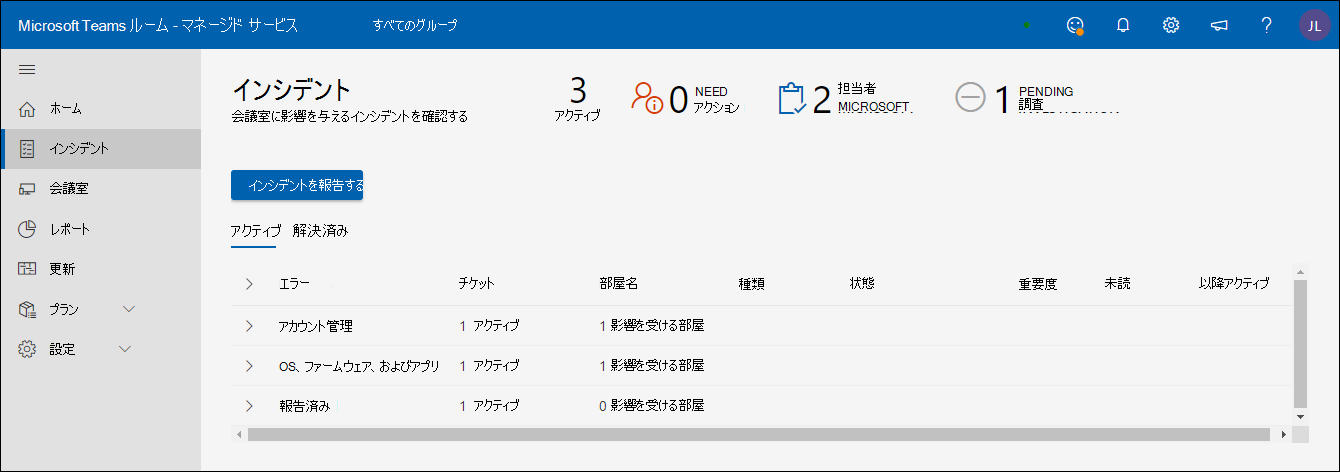 Microsoft Teams ルーム - マネージド サービス すべてのグループ JL
ホーム
インシデント
会議室
レポート
更新
プラン
設定
インシデント
会議室に影響を与えるインシデントを確認する
3
アクティブ
0 NEED
アクション
2 担当者
MICROSOFT.
1 PENDING
調査
インシデントを報告する
アクティブ 解決済み
エラー チケット 部屋名 種類 状態 重要度 未読 以降アクティブ
アカウント管理 1 アクティブ 1 影響を受ける部屋
OS、ファームウェア、およびアプリ 1 アクティブ 1 影響を受ける部屋
報告済み 1 アクティブ 0 影響を受ける部屋